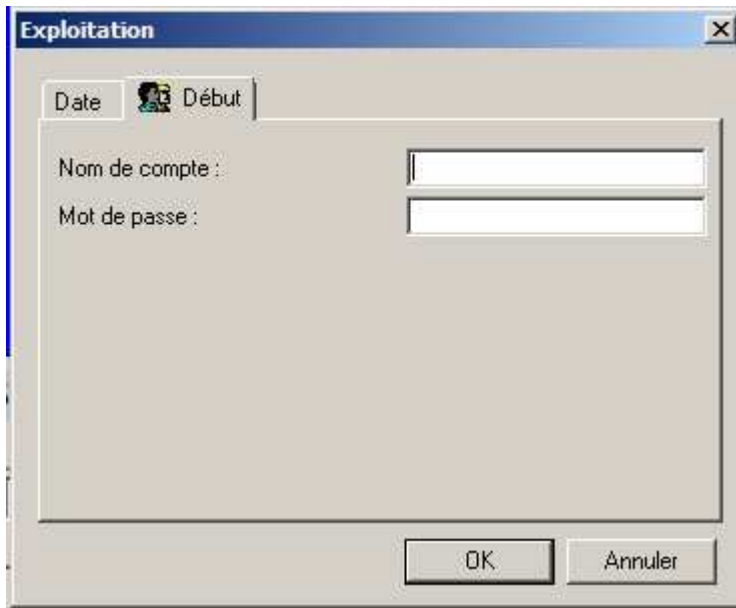 Exploitation
Date Début
Nom de compte :
Mot de passe :
OK Annuler